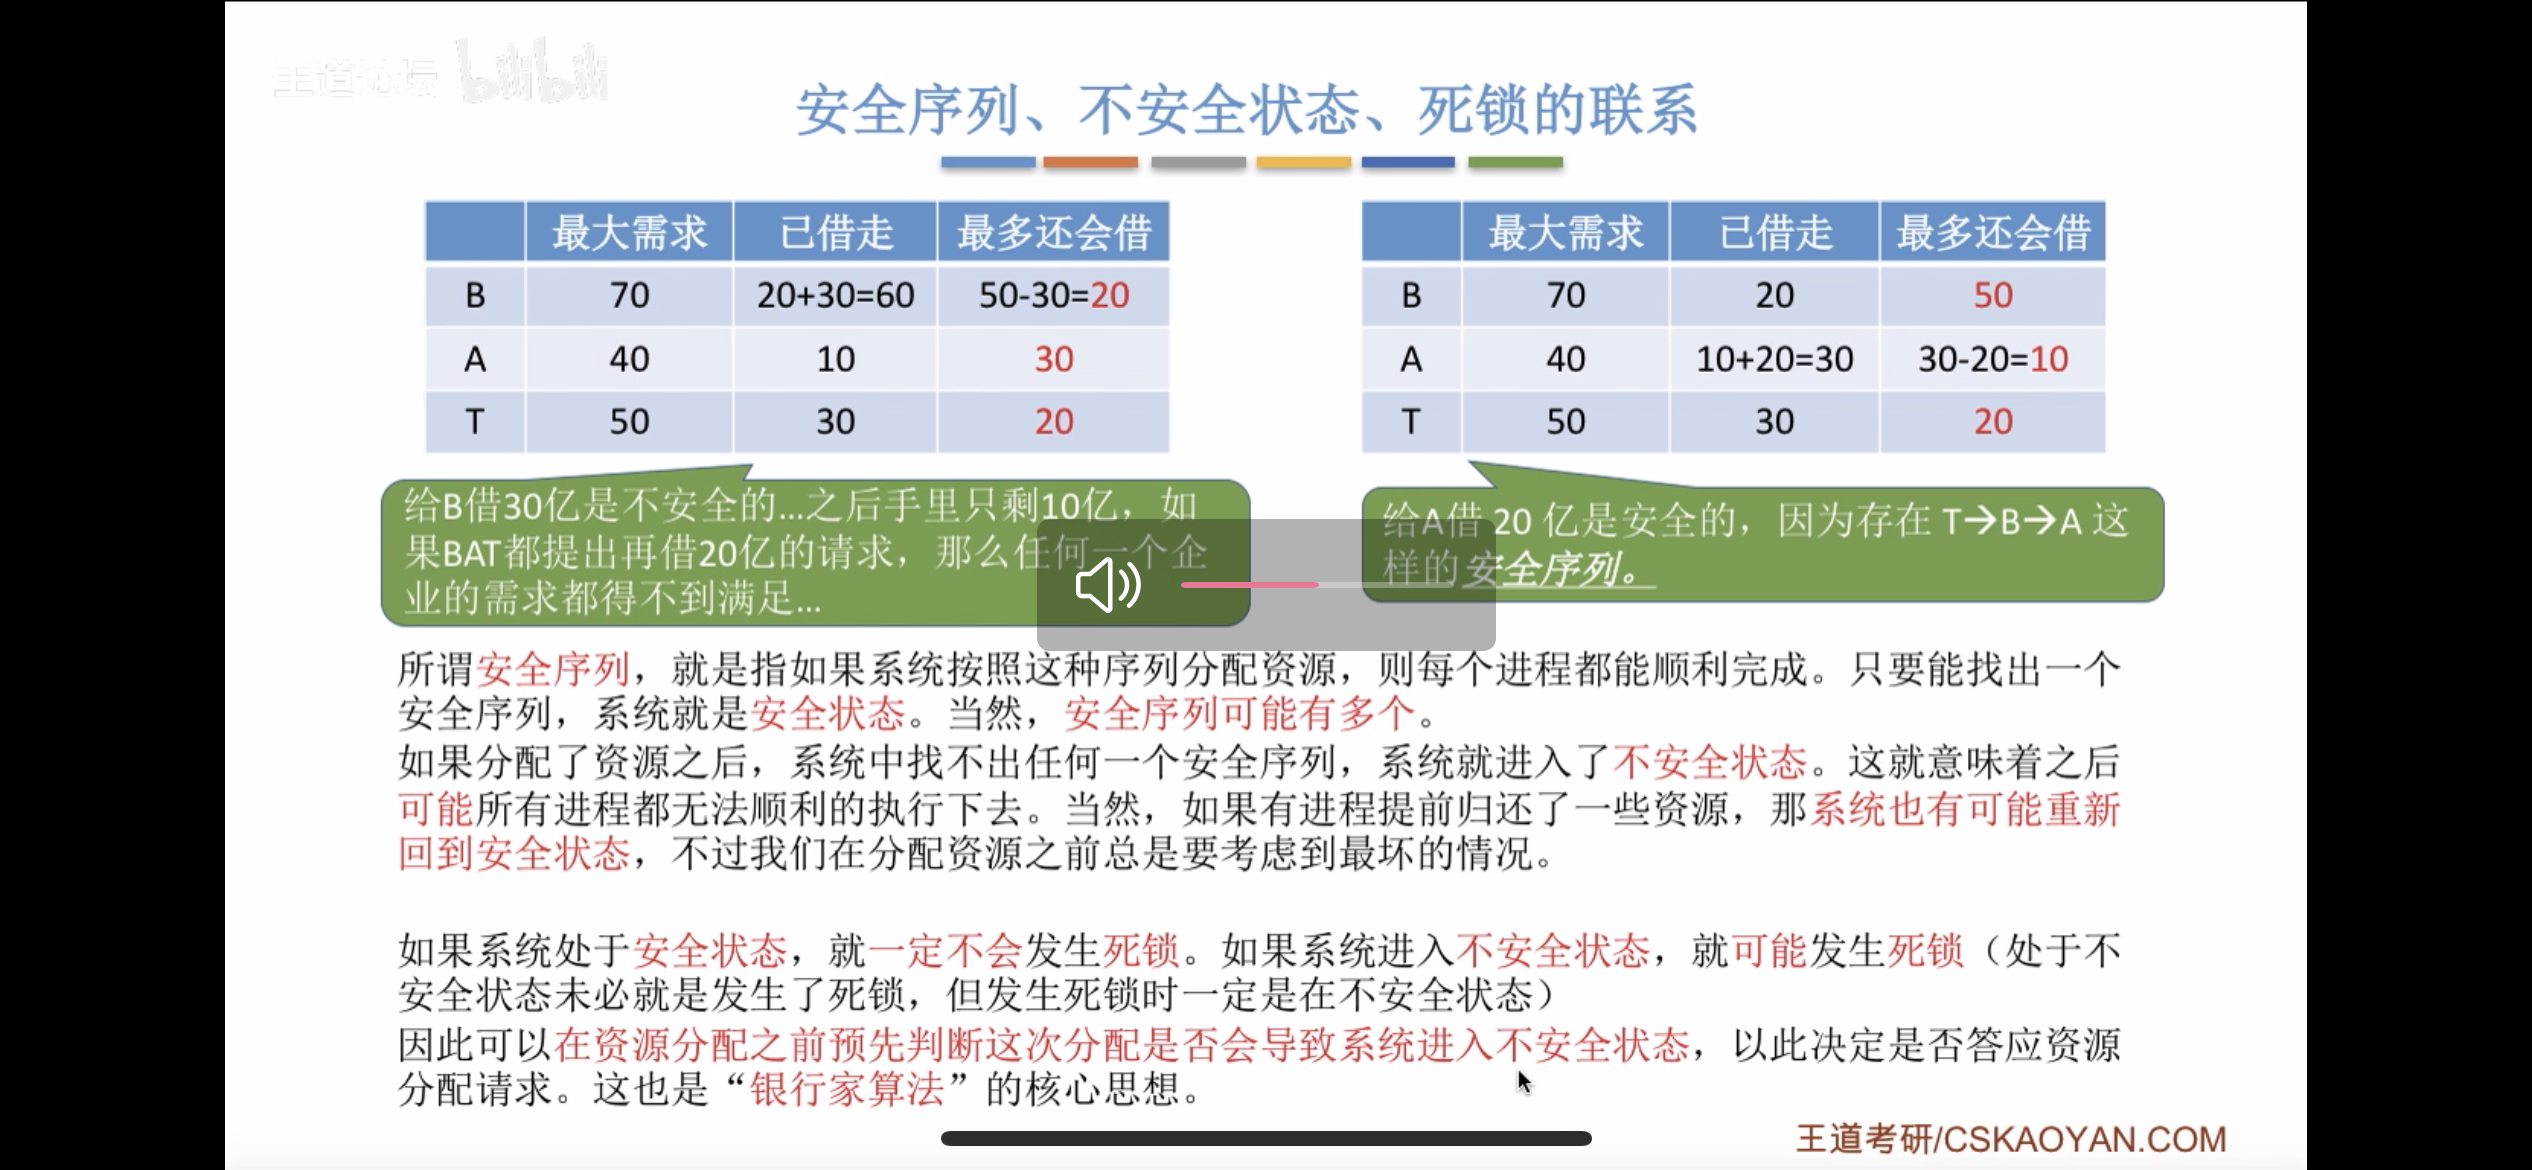 王道论坛 bilibili
安全序列、不安全状态、死锁的联系
最大需求 已借走 最多还会借
B 70 20+30=60 50-30=20
A 40 10 30
T 50 30 20
最大需求 已借走 最多还会借
B 70 20 50
A 40 10+20=30 30-20=10
T 50 30 20
给B借30亿是不安全的...之后手里只剩10亿，如
果BAT都提出再借20亿的请求，那么任何一个企
业的需求都得不到满足...
给A借 20 亿是安全的，因为存在 T→B→A 这
样的安全序列。
所谓安全序列，就是指如果系统按照这种序列分配资源，则每个进程都能顺利完成。只要能找出一个
安全序列，系统就是安全状态。当然，安全序列可能有多个。
如果分配了资源之后，系统中找不出任何一个安全序列，系统就进入了不安全状态。这就意味着之后
可能所有进程都无法顺利的执行下去。当然，如果有进程提前归还了一些资源，那系统也有可能重新
回到安全状态，不过我们在分配资源之前总是要考虑到最坏的情况。
如果系统处于安全状态，就一定不会发生死锁。如果系统进入不安全状态，就可能发生死锁（处于不
安全状态未必就是发生了死锁，但发生死锁时一定是在不安全状态）
因此可以在资源分配之前预先判断这次分配是否会导致系统进入不安全状态，以此决定是否答应资源
分配请求。这也是“银行家算法”的核心思想。
王道考研/CSKAOYAN.COM